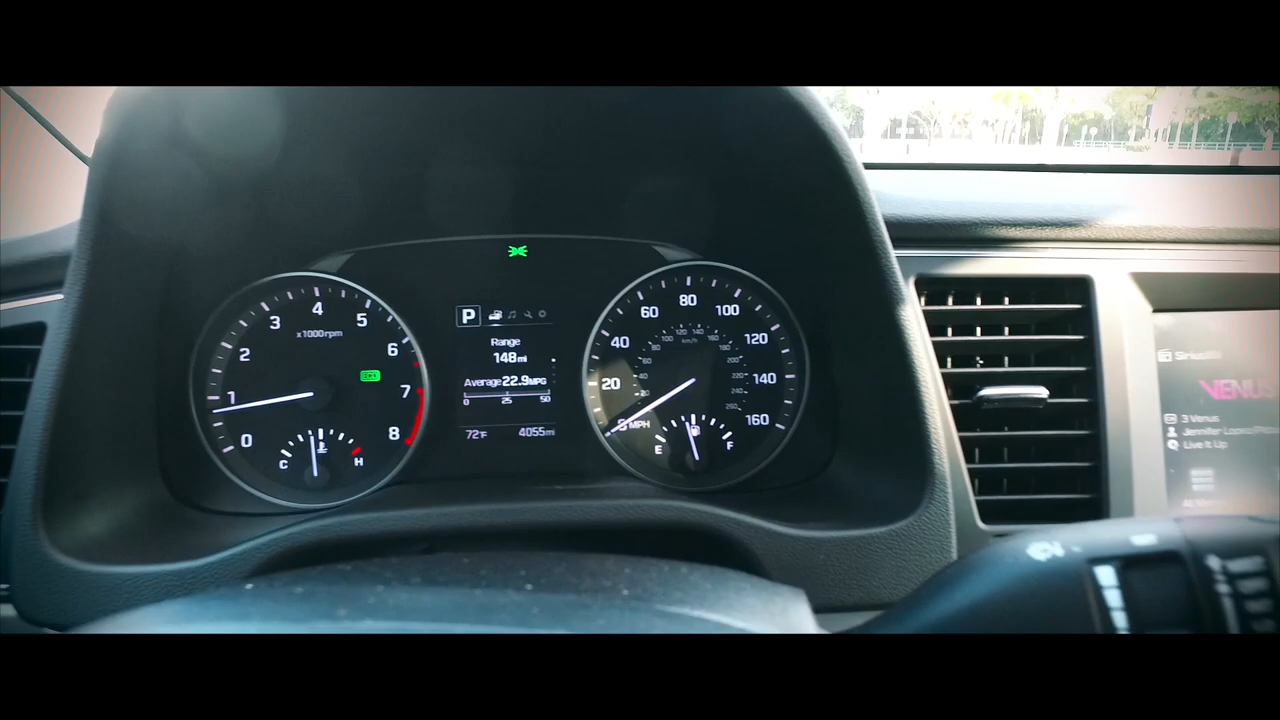 4
3 5
x1000rpm
2 6
1 7
0 8
C H
P
Range
148mi
Average 22.9MPG
0 25 50
72°F 4055mi
80
60 100
40 120
20 140
160
MPH
km/h
E F
SiriusXM
VENUS
3 Venus
Jennifer Lopez/Pitbu
Live It Up